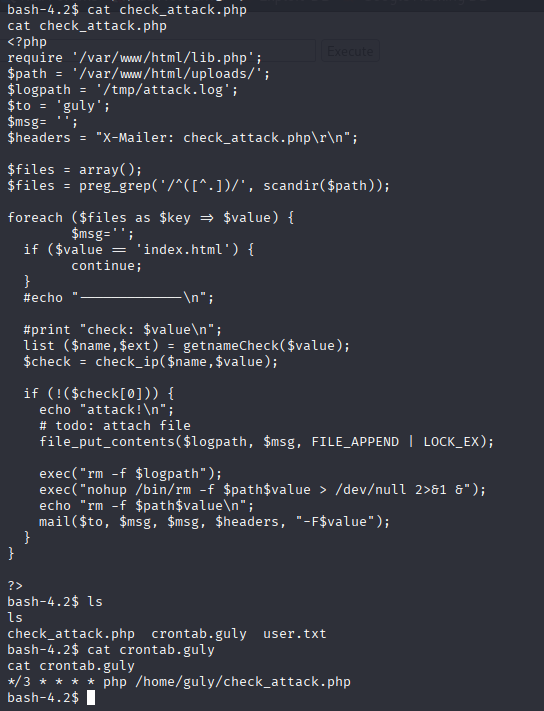 bash-4.2$ cat check_attack.php
cat check_attack.php
<?php
require '/var/www/html/lib.php';
$path = '/var/www/html/uploads/';
Execute
$logpath = '/tmp/attack.log';
$to = 'guly';
$msg= '';
$headers = "X-Mailer: check_attack.php\r\n";

$files = array();
$files = preg_grep('/^([^.])/', scandir($path));

foreach ($files as $key => $value) {
        $msg='';
  if ($value == 'index.html') {
        continue;
  }
  #echo "-------------\n";

  #print "check: $value\n";
  list ($name,$ext) = getnameCheck($value);
  $check = check_ip($name,$value);

  if (!($check[0])) {
    echo "attack!\n";
    # todo: attach file
    file_put_contents($logpath, $msg, FILE_APPEND | LOCK_EX);

    exec("rm -f $logpath");
    exec("nohup /bin/rm -f $path$value > /dev/null 2>&1 &");
    echo "rm -f $path$value\n";
    mail($to, $msg, $msg, $headers, "-F$value");
  }
}

?>
bash-4.2$ ls
ls
check_attack.php  crontab.guly  user.txt
bash-4.2$ cat crontab.guly
cat crontab.guly
*/3 * * * * php /home/guly/check_attack.php
bash-4.2$